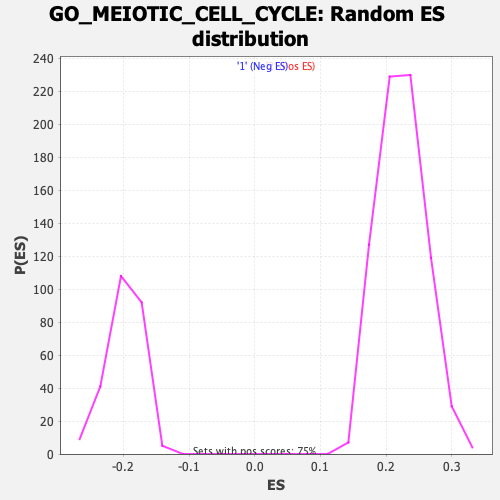 GO_MEIOTIC_CELL_CYCLE: Random ES
distribution
'1' (Neg ES)os ES)
240
220
200
180
160
140
120
100
80
60
40
20
0
P(ES)
Sets with pos scores: 75%
-0.2 -0.1 0.0 0.1 0.2 0.3
ES